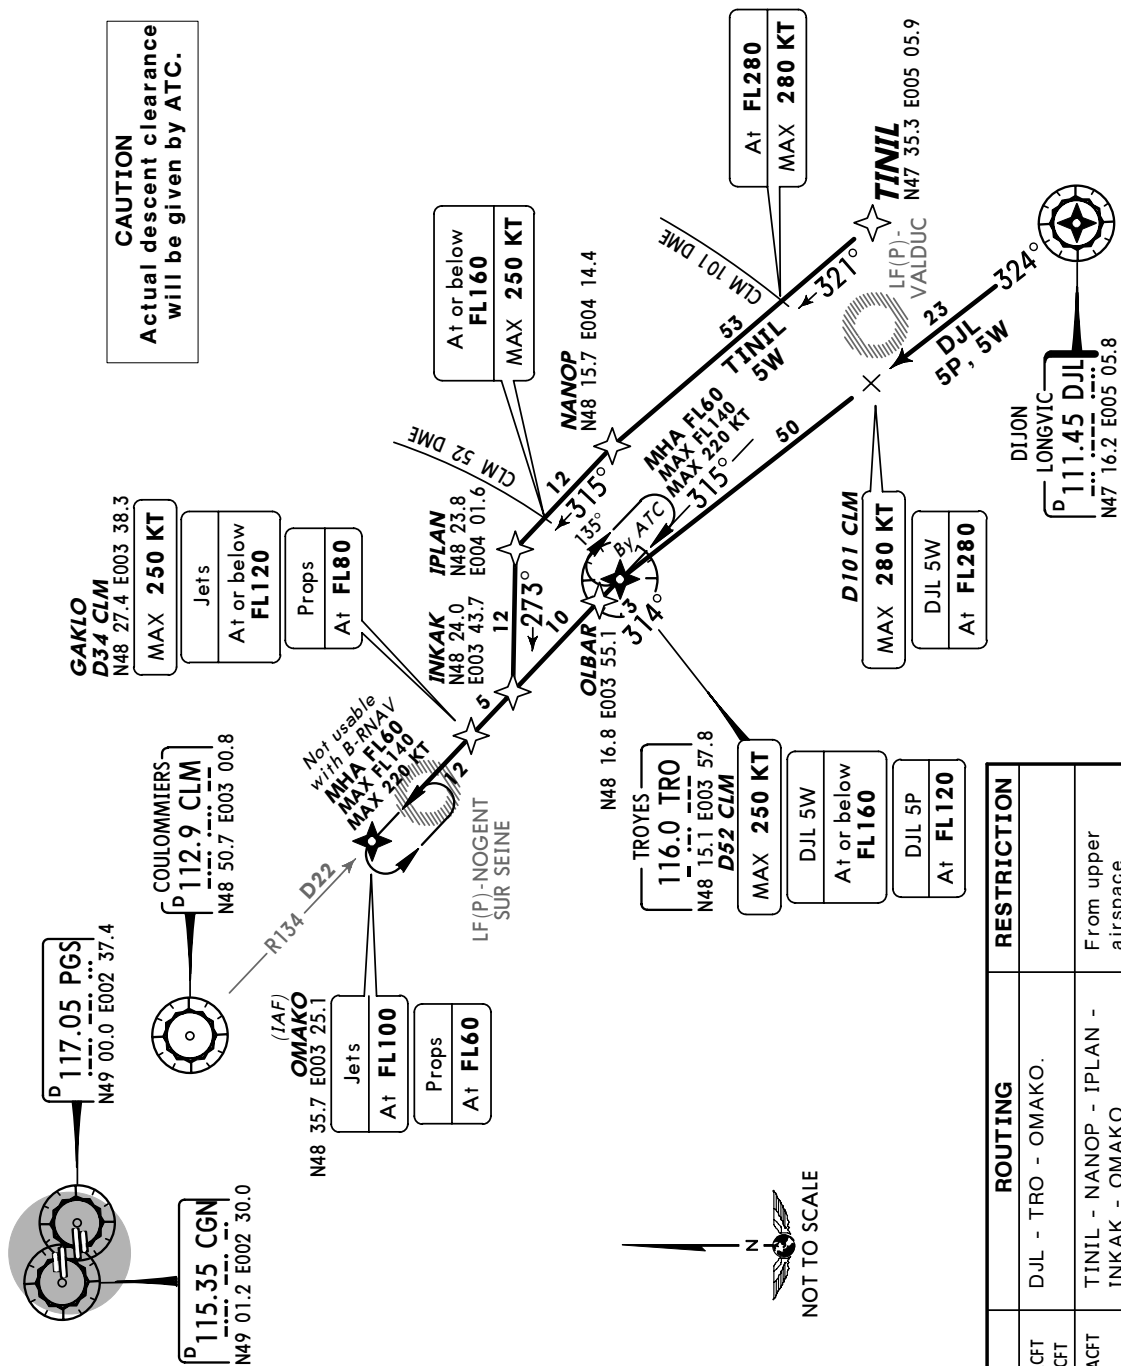 CAUTION
Actual descent clearance
will be given by ATC.
D
117.05 PGS
N49 00.0 E002 37.4
D
115.35 CGN
N49 01.2 E002 30.0
COULOMMIERS
D
112.9 CLM
N48 50.7 E003 00.8
R134
D22
(IAF)
OMAKO
N48 35.7 E003 25.1
Jets
At FL100
Props
At FL60
Not usable
with B-RNAV
MHA FL60
MAX FL140
MAX 220 KT
12
LF(P)-NOGENT
SUR SEINE
GAKLO
D34 CLM
N48 27.4 E003 38.3
MAX 250 KT
Jets
At or below
FL120
Props
At FL80
5
INKAK
N48 24.0
E003 43.7
IPLAN
N48 23.8
E004 01.6
12
273°
10
CLM 52 DME
At or below
FL160
MAX 250 KT
12
315°
NANOP
N48 15.7 E004 14.4
OLBAR
N48 16.8 E003 55.1
3
314°
135°
By ATC
1
MHA FL60
MAX FL140
MAX 220 KT
315°
50
TROYES
116.0 TRO
N48 15.1 E003 57.8
D52 CLM
MAX 250 KT
DJL 5W
At or below
FL160
DJL 5P
At FL120
53
TINIL
5W
CLM 101 DME
321°
At FL280
MAX 280 KT
TINIL
N47 35.3 E005 05.9
LF(P)-
VALDUC
D101 CLM
MAX 280 KT
DJL 5W
At FL280
23
DJL
5P, 5W
324°
DIJON
LONGVIC
D
111.45 DJL
N47 16.2 E005 05.8
N
NOT TO SCALE
ROUTING
RESTRICTION
CFT
CFT
DJL - TRO - OMAKO.
ACFT
TINIL - NANOP - IPLAN -
INKAK - OMAKO
From upper
airspace